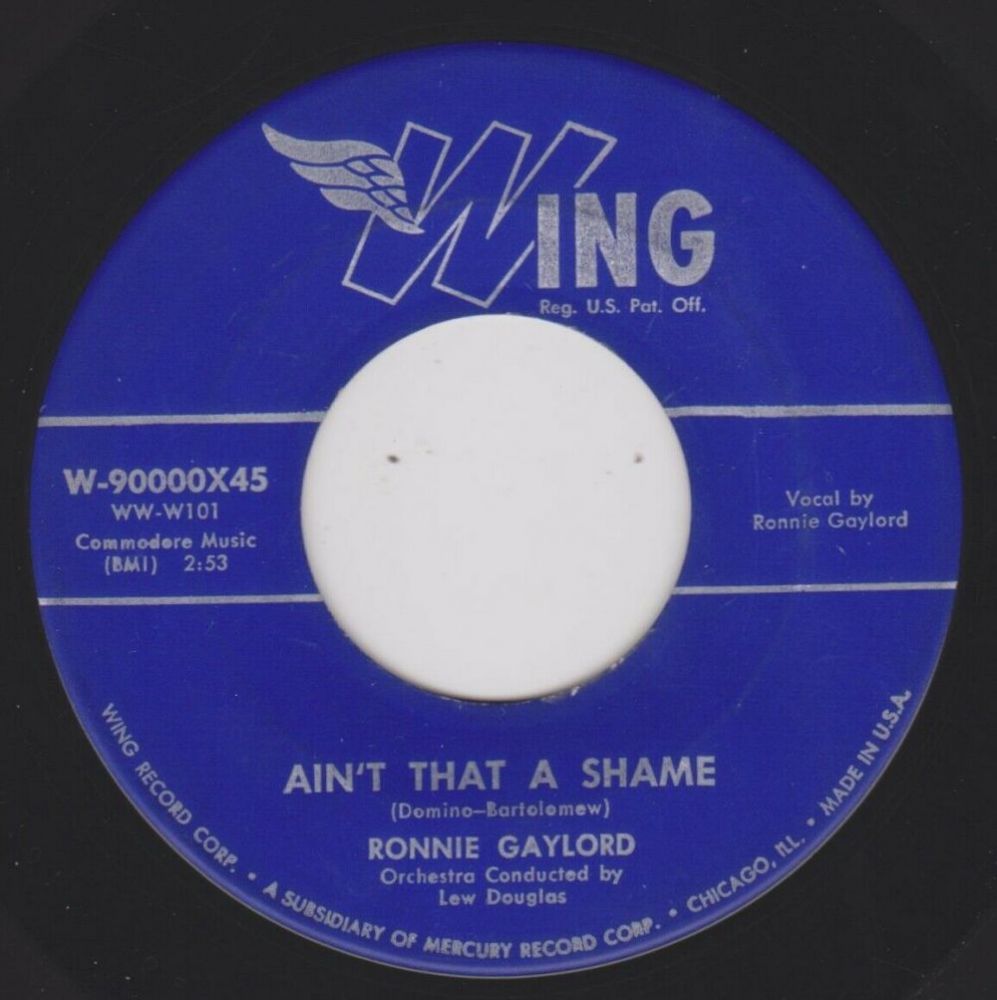 WING
Reg. U.S. Pat. Off.
W-90000X45
WW-W101
Commodore Music
(BMI) 2:53
Vocal by
Ronnie Gaylord
AIN'T THAT A SHAME
(Domino-Bartolomew)
RONNIE GAYLORD
Orchestra Conducted by
Lew Douglas
WING RECORD CORP. • A SUBSIDIARY OF MERCURY RECORD CORP. • CHICAGO, ILL. • MADE IN U.S.A.